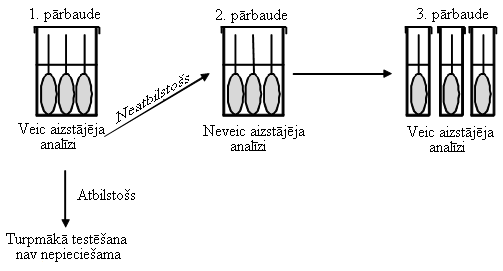 1. pārbaude
2. pārbaude
3. pārbaude
Neatbilstošs
Veic aizstājēja
analīzi
Neveic aizstājēja
analīzi
Veic aizstājēja
analīzi
Atbilstošs
Turpmākā testēšana
nav nepieciešama